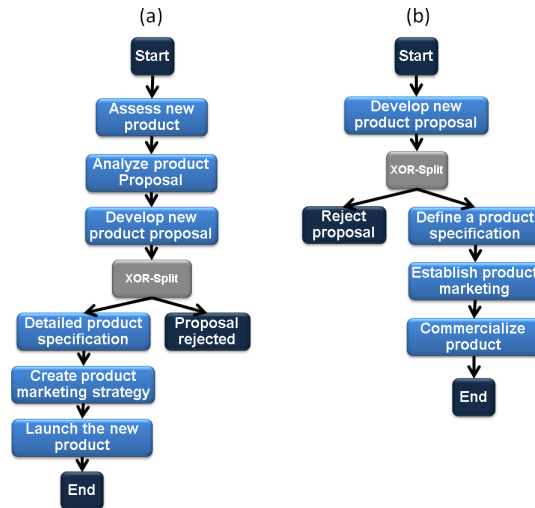 (a)
Start
Assess new
product
Analyze product
Proposal
Develop new
product proposal
XOR-Split
Detailed product
specification
Proposal
rejected
Create product
marketing strategy
Launch the new
product
End
(b)
Start
Develop new
product proposal
XOR-Split
Reject
proposal
Define a product
specification
Establish product
marketing
Commercialize
product
End